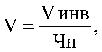 V = V инв / Чп,